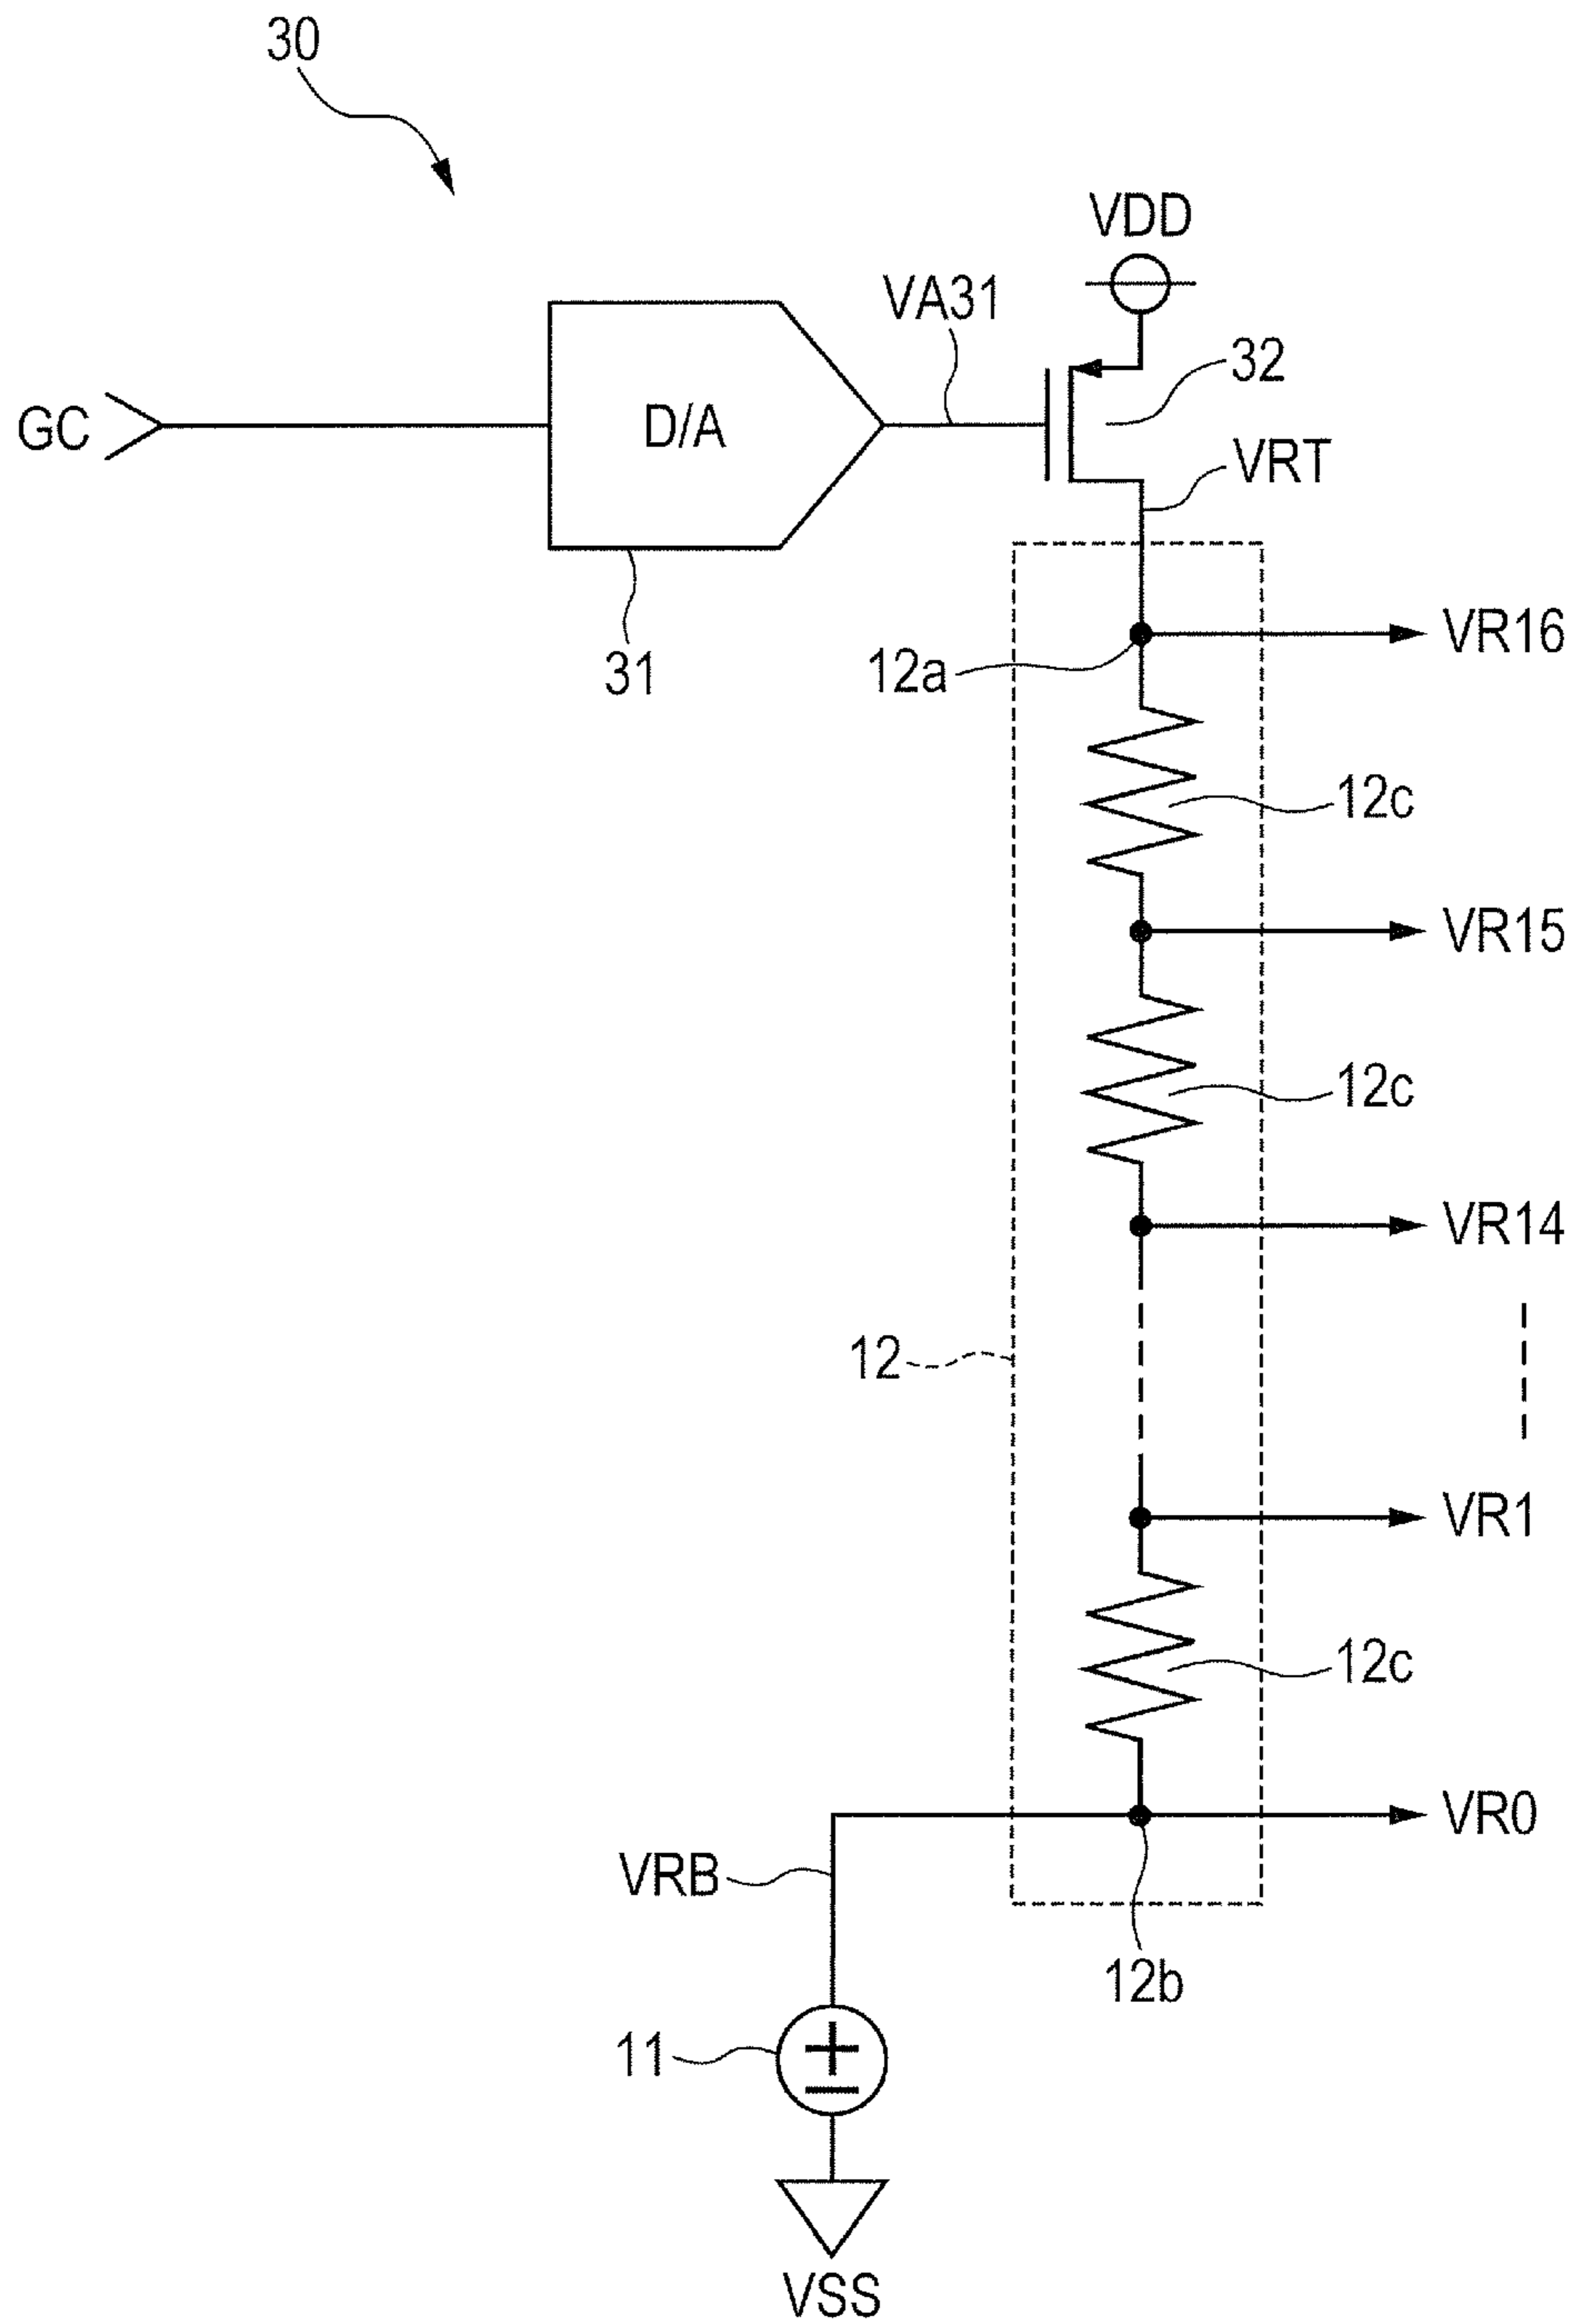 30
VDD
VA31
32
GC
D/A
VRT
31
12a
VR16
12c
VR15
12c
VR14
12
VR1
12c
VR0
VRB
12b
11
VSS